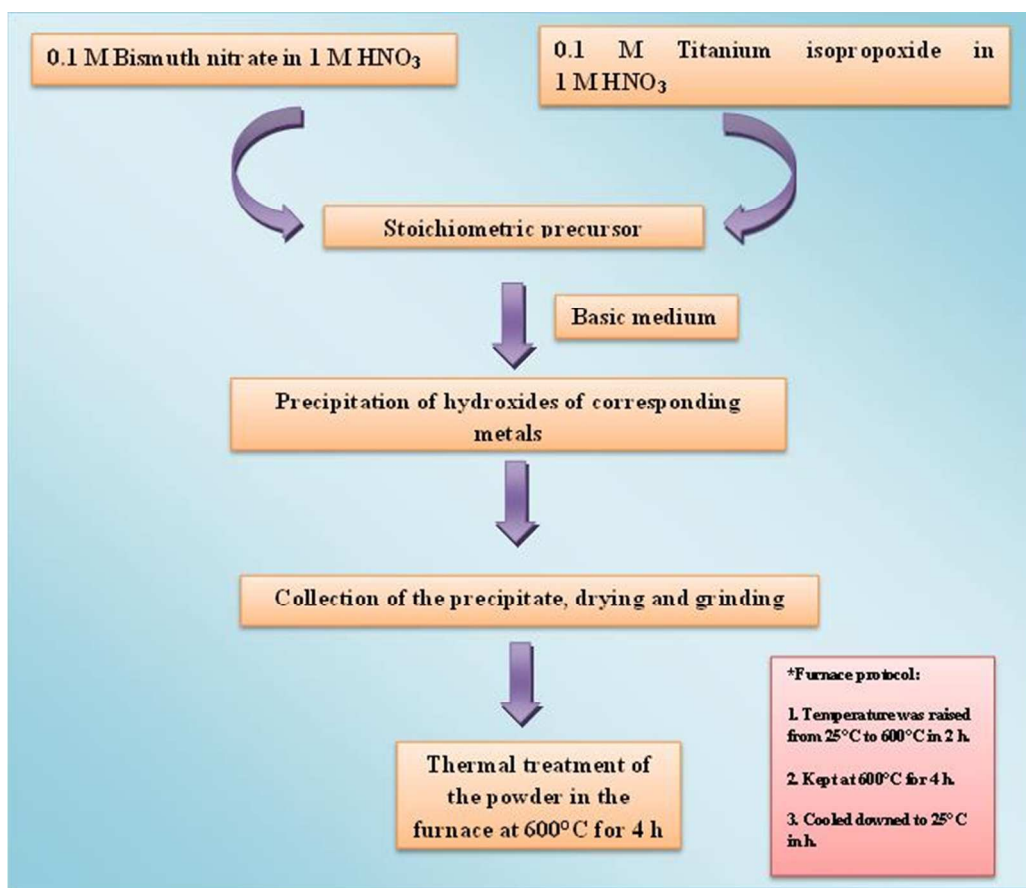 0.1 M Bismuth nitrate in 1 M HNO₃
0.1 M Titanium isopropoxide in
1 M HNO₃
Stoichiometric precursor
Basic medium
Precipitation of hydroxides of corresponding
metals
Collection of the precipitate, drying and grinding
Thermal treatment of
the powder in the
furnace at 600°C for 4 h
*Furnace protocol:
1. Temperature was raised
from 25°C to 600°C in 2 h.
2. Kept at 600°C for 4 h.
3. Cooled downed to 25°C
in h.